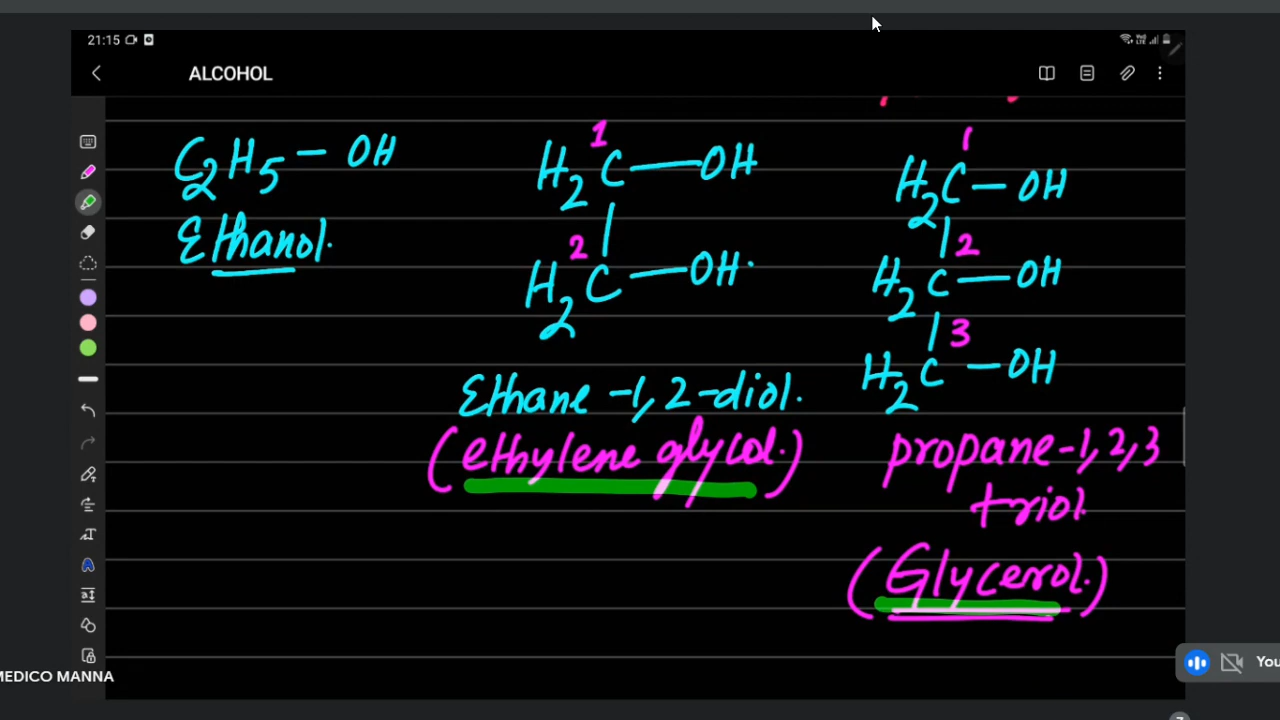 21:15
ALCOHOL
C2H5 — OH
Ethanol.
1
H2C — OH
2
H2C — OH.
Ethane -1,2-diol.
(ethylene glycol.)
1
H2C — OH
2
H2C — OH
3
H2C — OH
propane-1,2,3
triol.
(Glycerol.)
MEDICO MANNA
You